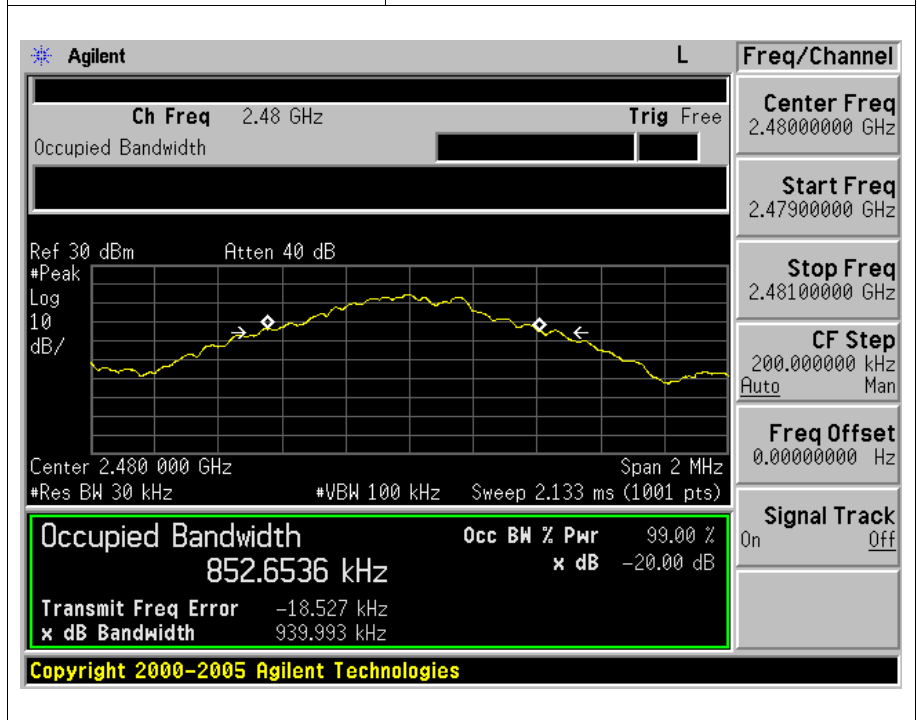 Agilent L Freq/Channel
Ch Freq 2.48 GHz Trig Free
Occupied Bandwidth
Center Freq
2.48000000 GHz
Start Freq
2.47900000 GHz
Stop Freq
2.48100000 GHz
CF Step
200.000000 kHz
Auto Man
Freq Offset
0.00000000 Hz
Signal Track
On Off
Ref 30 dBm Atten 40 dB
#Peak
Log
10
dB/
Center 2.480 000 GHz Span 2 MHz
#Res BW 30 kHz #VBW 100 kHz Sweep 2.133 ms (1001 pts)
Occupied Bandwidth Occ BW % Pwr 99.00 %
852.6536 kHz x dB -20.00 dB
Transmit Freq Error -18.527 kHz
x dB Bandwidth 939.993 kHz
Copyright 2000-2005 Agilent Technologies